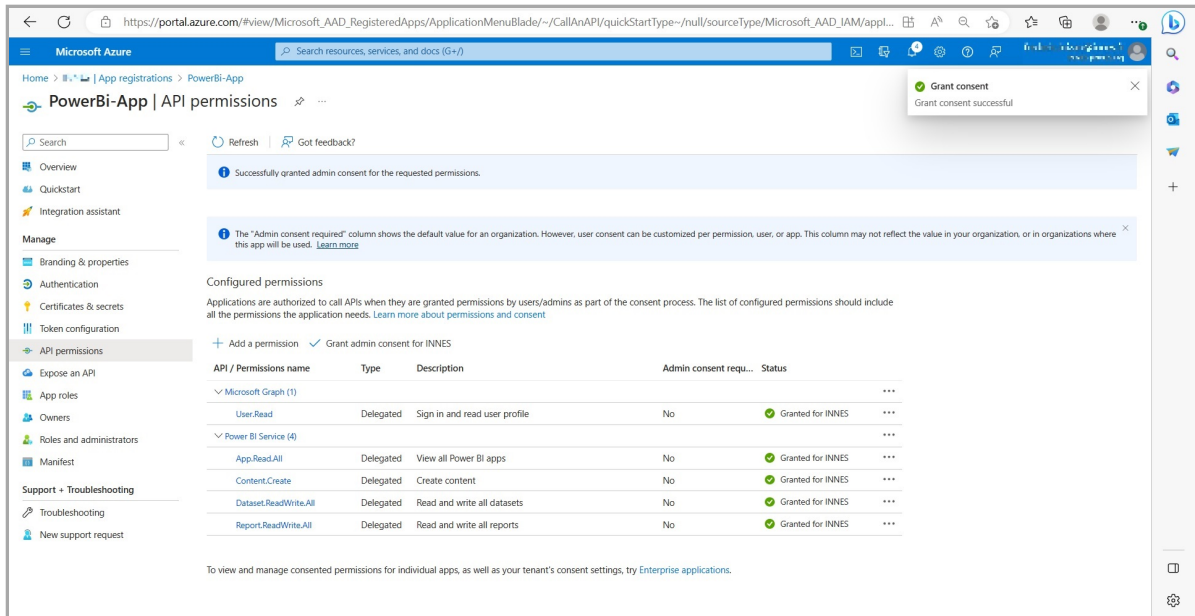 https://portal.azure.com/#view/Microsoft_AAD_RegisteredApps/ApplicationMenuBlade/~/CallAnAPI/quickStartType~/null/sourceType/Microsoft_AAD_IAM/appI...
Microsoft Azure
Search resources, services, and docs (G+/)
4
Home > | App registrations > PowerBi-App
PowerBi-App | API permissions
Grant consent
Grant consent successful
Search
Refresh
Got feedback?
Overview
Quickstart
Integration assistant
Manage
Branding & properties
Authentication
Certificates & secrets
Token configuration
API permissions
Expose an API
App roles
Owners
Roles and administrators
Manifest
Support + Troubleshooting
Troubleshooting
New support request
Successfully granted admin consent for the requested permissions.
The "Admin consent required" column shows the default value for an organization. However, user consent can be customized per permission, user, or app. This column may not reflect the value in your organization, or in organizations where
this app will be used. Learn more
Configured permissions
Applications are authorized to call APIs when they are granted permissions by users/admins as part of the consent process. The list of configured permissions should include
all the permissions the application needs. Learn more about permissions and consent
Add a permission Grant admin consent for INNES
API / Permissions name Type Description Admin consent requ... Status
Microsoft Graph (1)
User.Read Delegated Sign in and read user profile No Granted for INNES
Power BI Service (4)
App.Read.All Delegated View all Power BI apps No Granted for INNES
Content.Create Delegated Create content No Granted for INNES
Dataset.ReadWrite.All Delegated Read and write all datasets No Granted for INNES
Report.ReadWrite.All Delegated Read and write all reports No Granted for INNES
To view and manage consented permissions for individual apps, as well as your tenant's consent settings, try Enterprise applications.